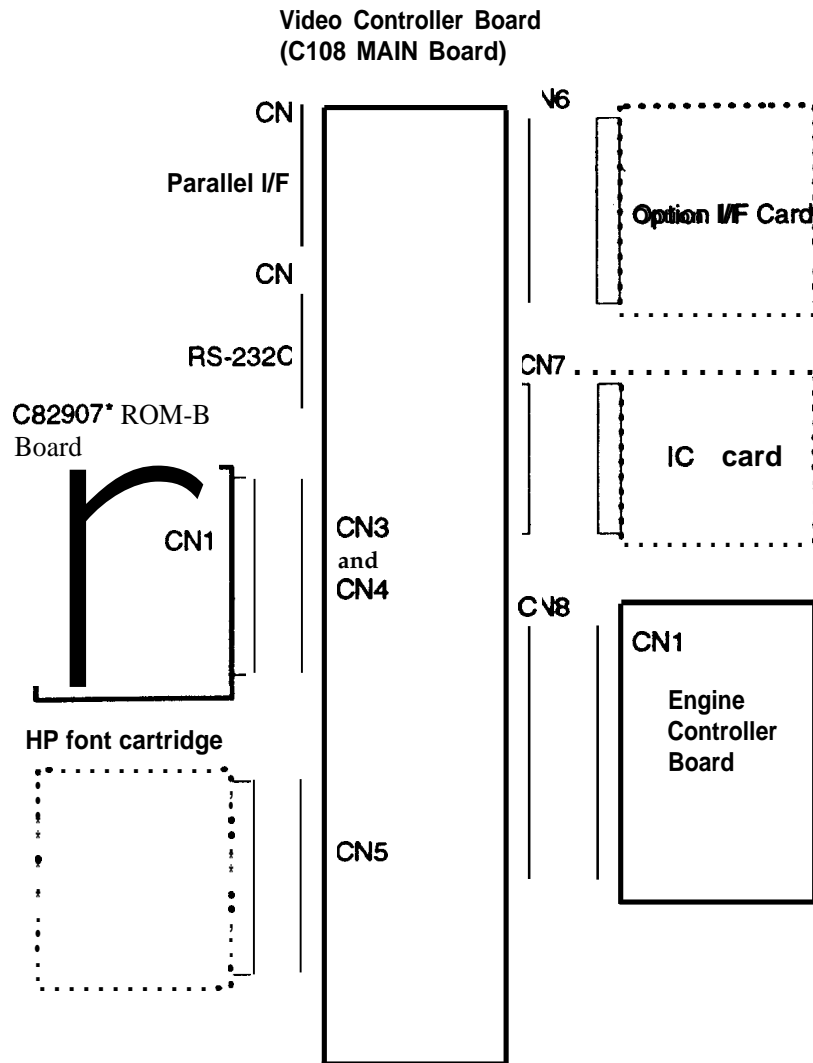 Video Controller Board
(C108 MAIN Board)
CN
Parallel I/F
CN
RS-232C
C82907* ROM-B
Board
CN1
HP font cartridge
CN3
and
CN4
CN5
N6
Option I/F Card
CN7
IC card
CN8
CN1
Engine
Controller
Board